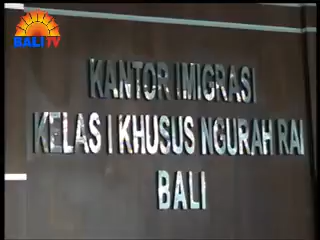 BALI TV
KANTOR IMIGRASI
KELAS I KHUSUS NGURAH RAI
BALI